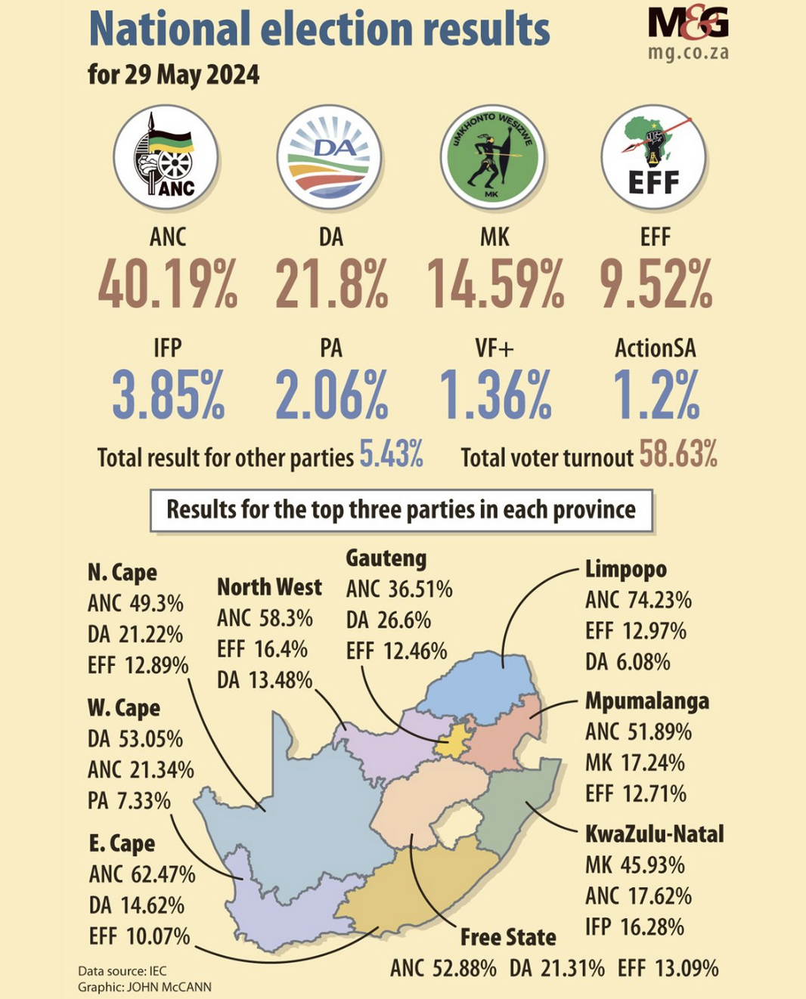 National election results
for 29 May 2024
M&G
mg.co.za
ANC
DA
uMKHONTO WESIZWE
MK
EFF
ANC
DA
MK
EFF
40.19%
21.8%
14.59%
9.52%
IFP
PA
VF+
ActionSA
3.85%
2.06%
1.36%
1.2%
Total result for other parties 5.43%
Total voter turnout 58.63%
Results for the top three parties in each province
N. Cape
ANC 49.3%
DA 21.22%
EFF 12.89%
North West
ANC 58.3%
EFF 16.4%
DA 13.48%
Gauteng
ANC 36.51%
DA 26.6%
EFF 12.46%
Limpopo
ANC 74.23%
EFF 12.97%
DA 6.08%
W. Cape
DA 53.05%
ANC 21.34%
PA 7.33%
Mpumalanga
ANC 51.89%
MK 17.24%
EFF 12.71%
E. Cape
ANC 62.47%
DA 14.62%
EFF 10.07%
KwaZulu-Natal
MK 45.93%
ANC 17.62%
IFP 16.28%
Free State
ANC 52.88% DA 21.31% EFF 13.09%
Data source: IEC
Graphic: JOHN McCANN